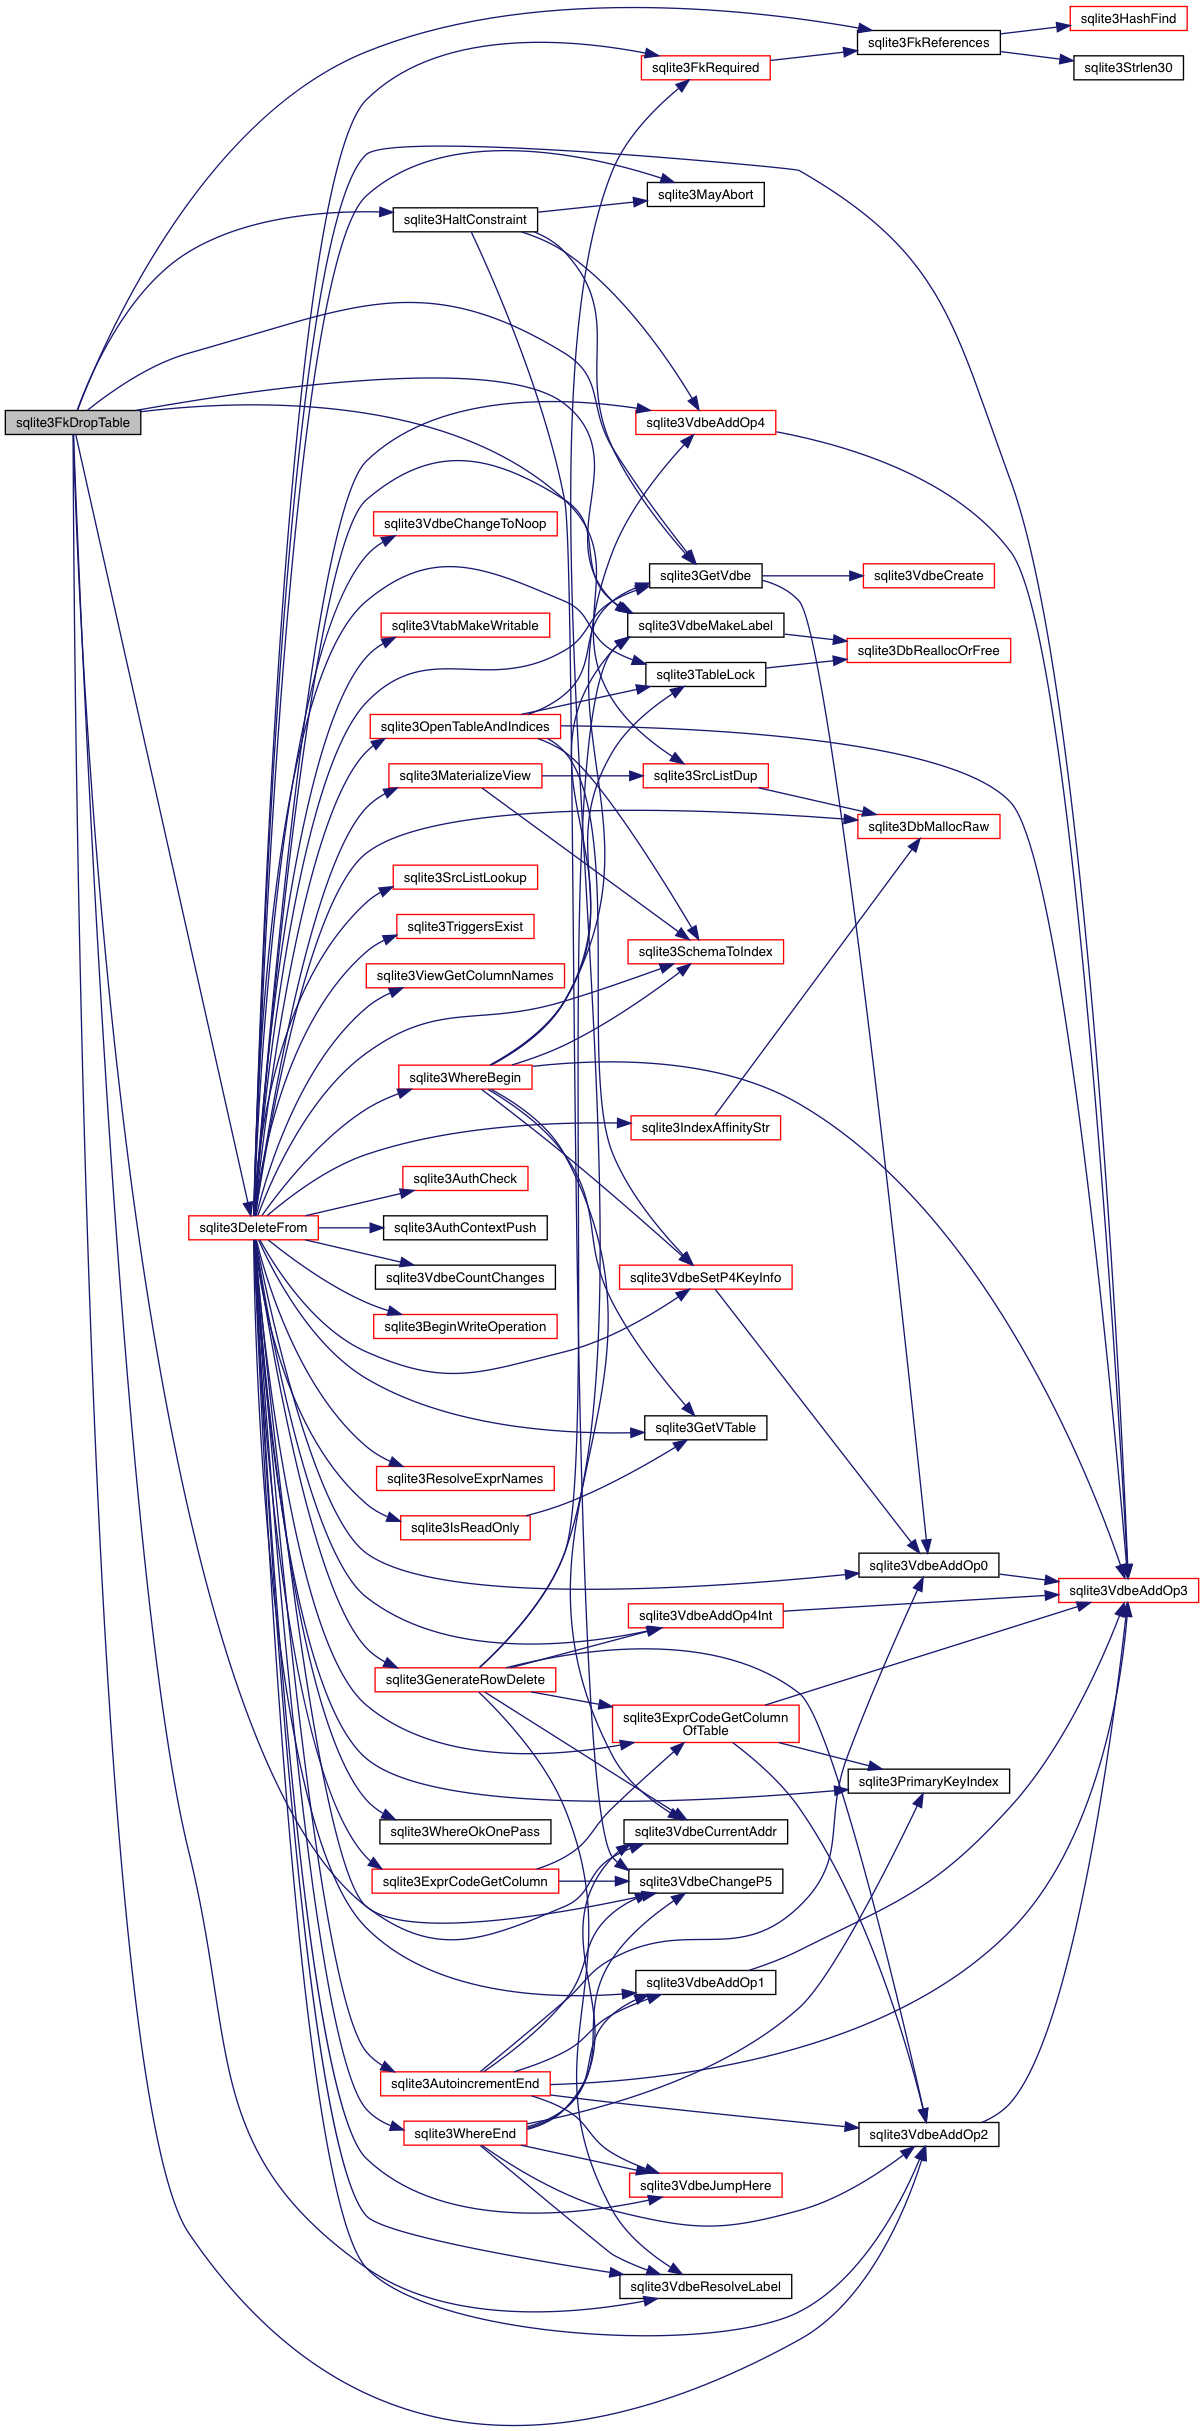 sqlite3HashFind
sqlite3FkReferences
sqlite3FkRequired
sqlite3Strlen30
sqlite3MayAbort
sqlite3HaltConstraint
sqlite3FkDropTable
sqlite3VdbeAddOp4
sqlite3VdbeChangeToNoop
sqlite3GetVdbe
sqlite3VdbeCreate
sqlite3VtabMakeWritable
sqlite3VdbeMakeLabel
sqlite3DbReallocOrFree
sqlite3TableLock
sqlite3OpenTableAndIndices
sqlite3MaterializeView
sqlite3SrcListDup
sqlite3DbMallocRaw
sqlite3SrcListLookup
sqlite3TriggersExist
sqlite3SchemaToIndex
sqlite3ViewGetColumnNames
sqlite3WhereBegin
sqlite3IndexAffinityStr
sqlite3AuthCheck
sqlite3DeleteFrom
sqlite3AuthContextPush
sqlite3VdbeCountChanges
sqlite3VdbeSetP4KeyInfo
sqlite3BeginWriteOperation
sqlite3GetVTable
sqlite3ResolveExprNames
sqlite3IsReadOnly
sqlite3VdbeAddOp0
sqlite3VdbeAddOp3
sqlite3VdbeAddOp4Int
sqlite3GenerateRowDelete
sqlite3ExprCodeGetColumn
OfTable
sqlite3PrimaryKeyIndex
sqlite3WhereOkOnePass
sqlite3VdbeCurrentAddr
sqlite3ExprCodeGetColumn
sqlite3VdbeChangeP5
sqlite3VdbeAddOp1
sqlite3AutoincrementEnd
sqlite3WhereEnd
sqlite3VdbeAddOp2
sqlite3VdbeJumpHere
sqlite3VdbeResolveLabel